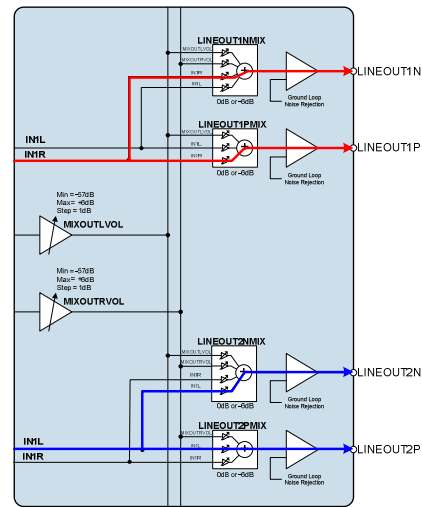 LINEOUT1NMIX
MIXOUTLVOL
MIXOUTRVOL
IN1R
IN1L
0dB or -6dB
Ground Loop
Noise Rejection
LINEOUT1N
LINEOUT1PMIX
MIXOUTLVOL
IN1L
IN1R
0dB or -6dB
Ground Loop
Noise Rejection
LINEOUT1P
IN1L
IN1R
Min = -57dB
Max = +6dB
Step = 1dB
MIXOUTLVOL
Min = -57dB
Max = +6dB
Step = 1dB
MIXOUTRVOL
LINEOUT2NMIX
MIXOUTLVOL
MIXOUTRVOL
IN1R
IN1L
0dB or -6dB
Ground Loop
Noise Rejection
LINEOUT2N
LINEOUT2PMIX
MIXOUTRVOL
IN1L
IN1R
0dB or -6dB
Ground Loop
Noise Rejection
LINEOUT2P
IN1L
IN1R